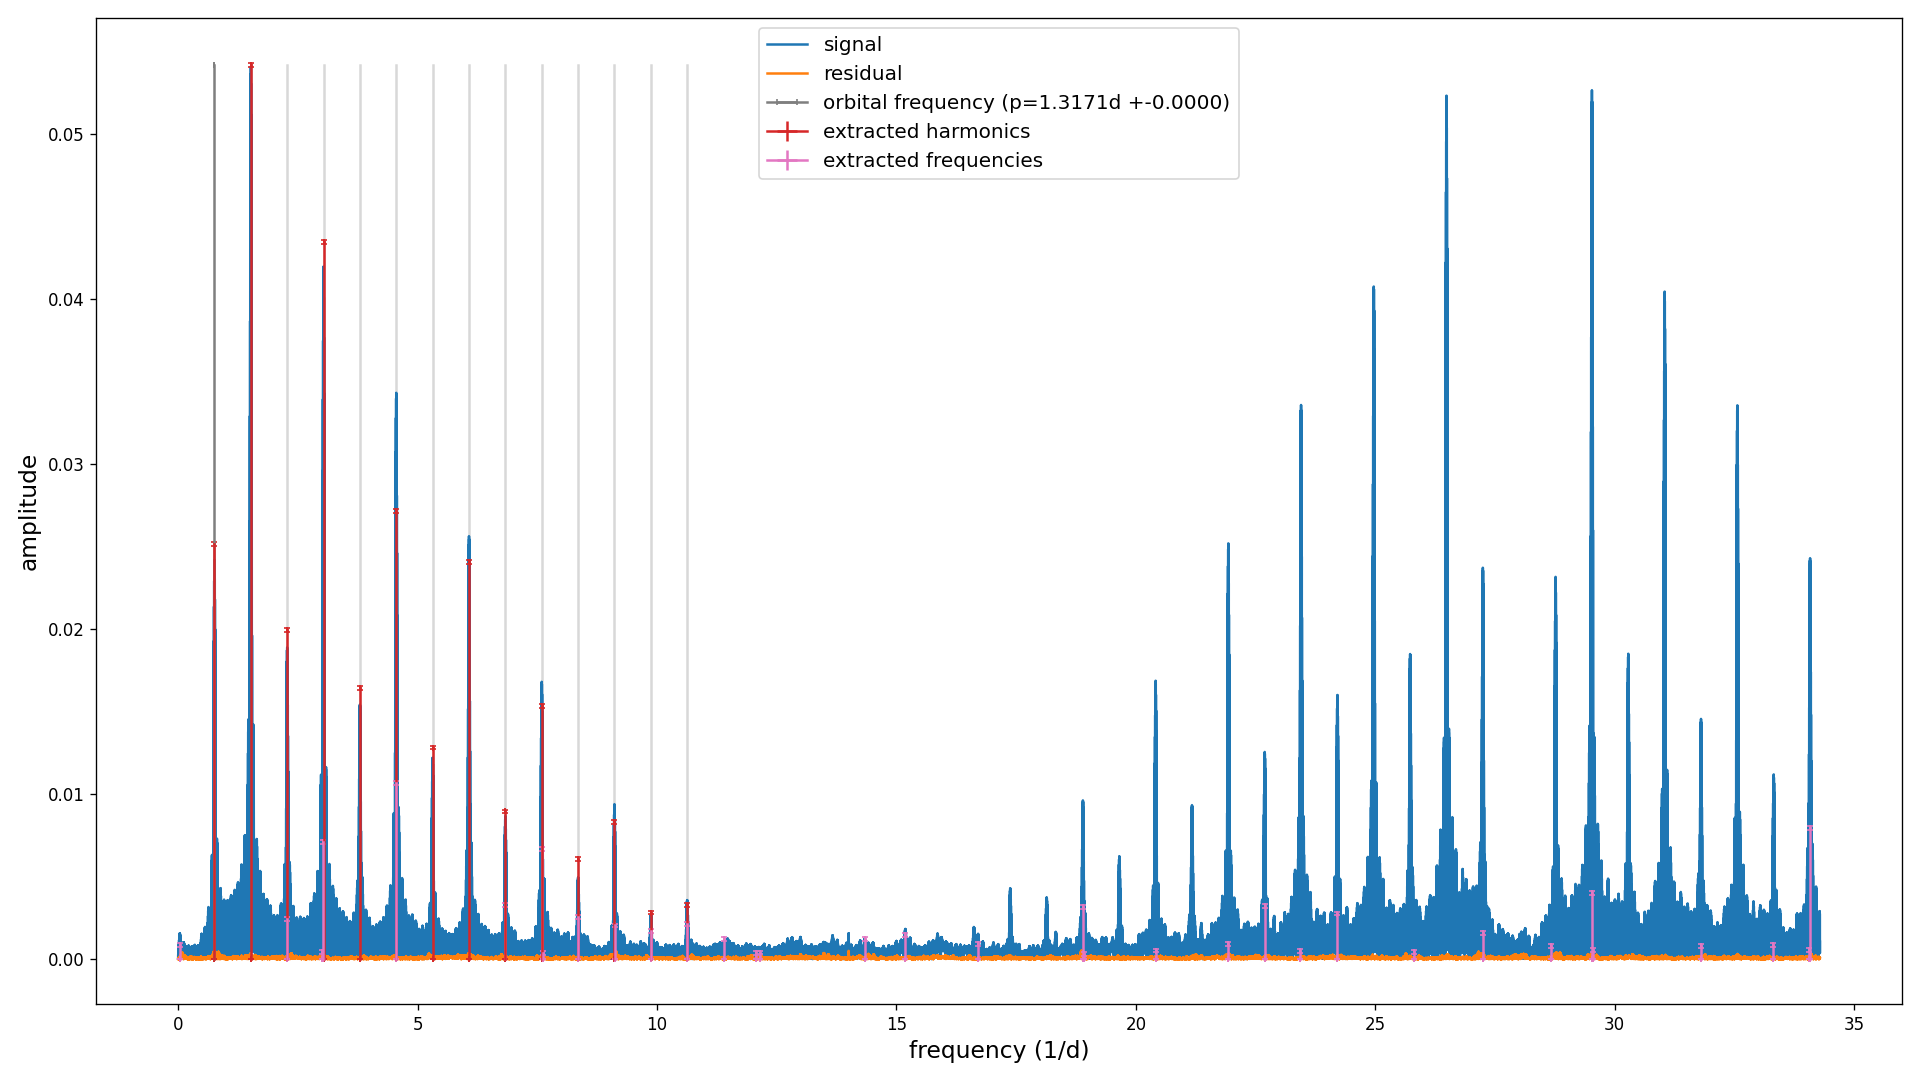 signal
residual
orbital frequency (p=1.3171d +-0.0000)
extracted harmonics
extracted frequencies
0.05
0.04
0.03
0.02
0.01
0.00
amplitude
0 5 10 15 20 25 30 35
frequency (1/d)